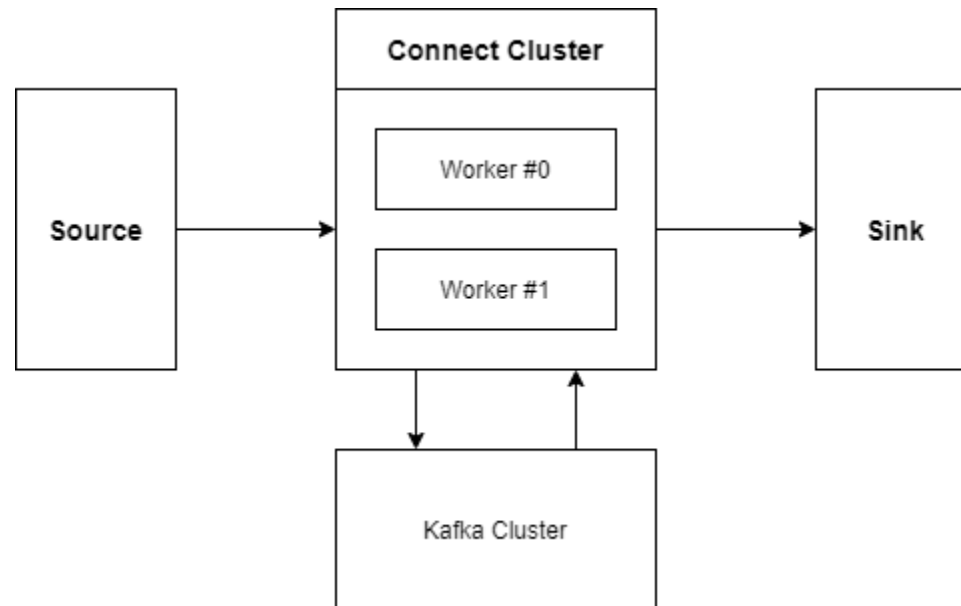 Connect Cluster
Worker #0
Source
Sink
Worker #1
Kafka Cluster